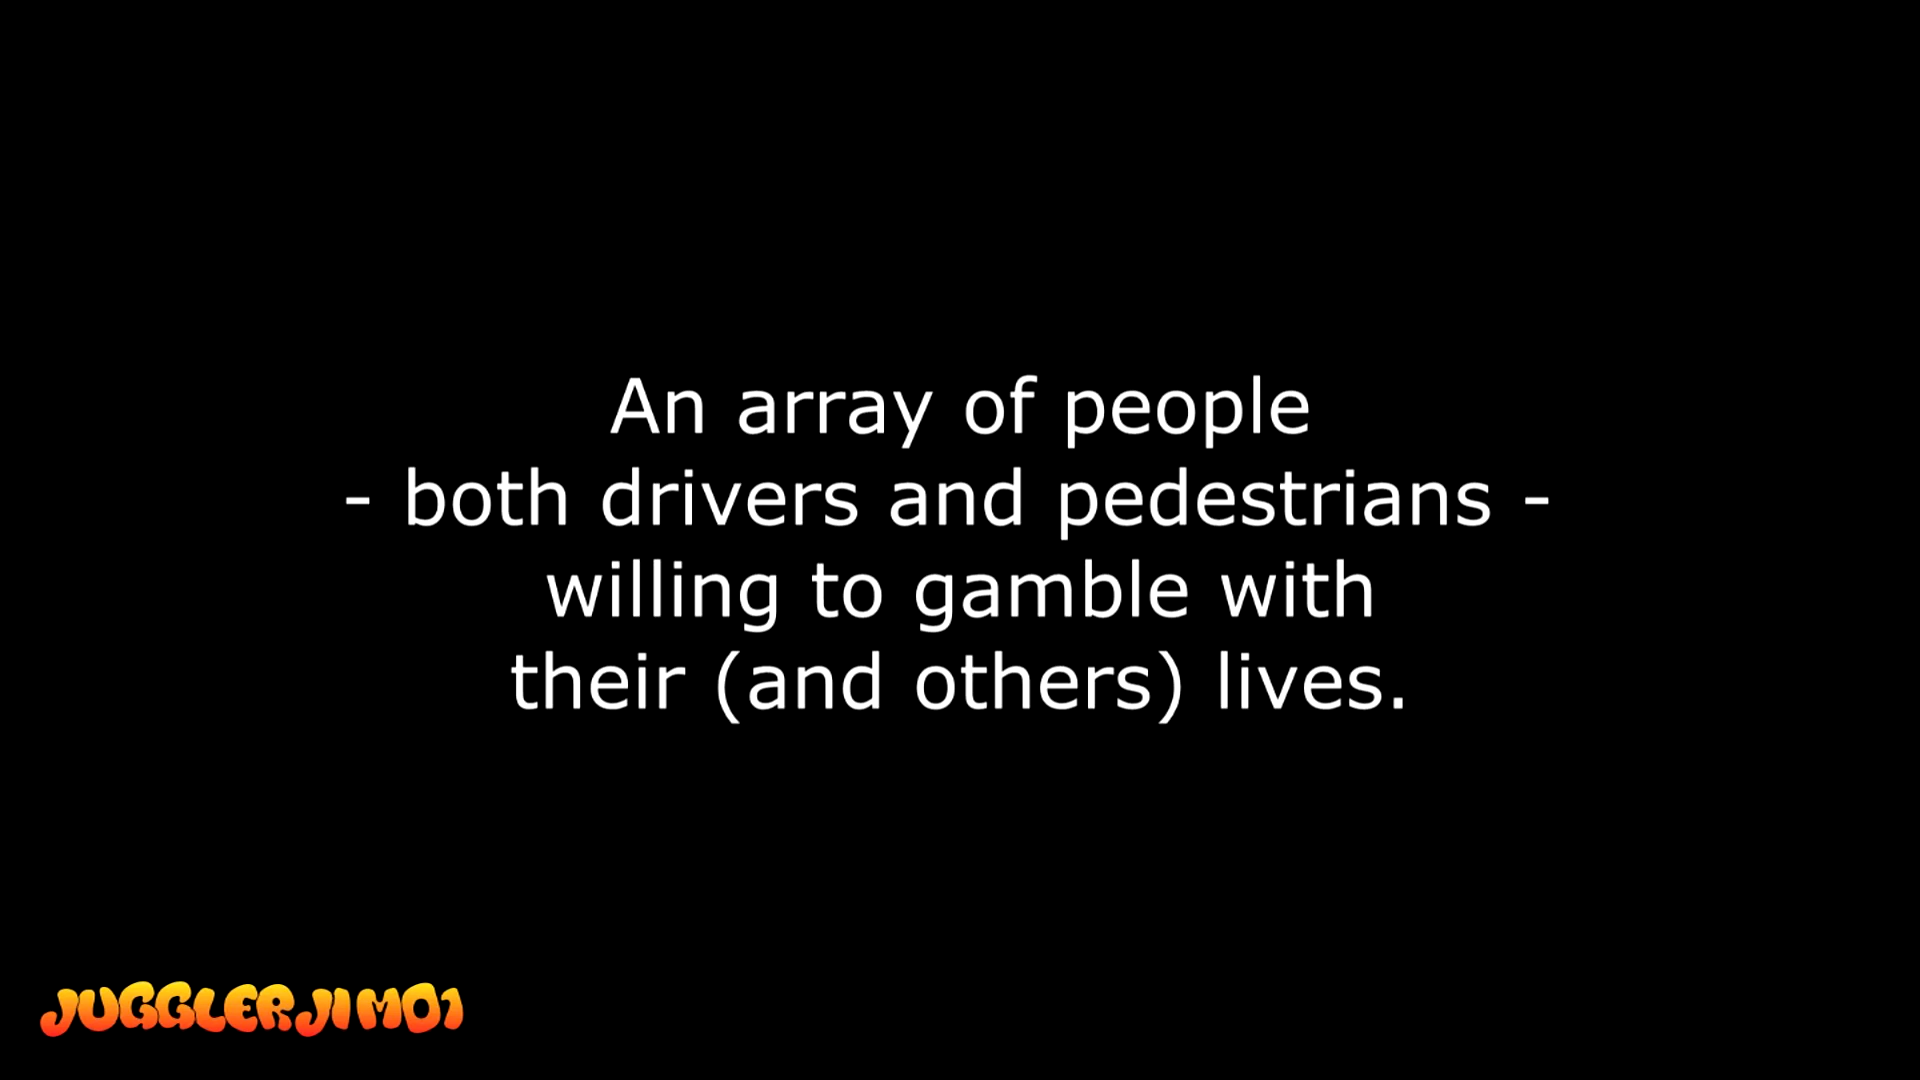 An array of people
- both drivers and pedestrians -
willing to gamble with
their (and others) lives.
JUGGLERJIM01